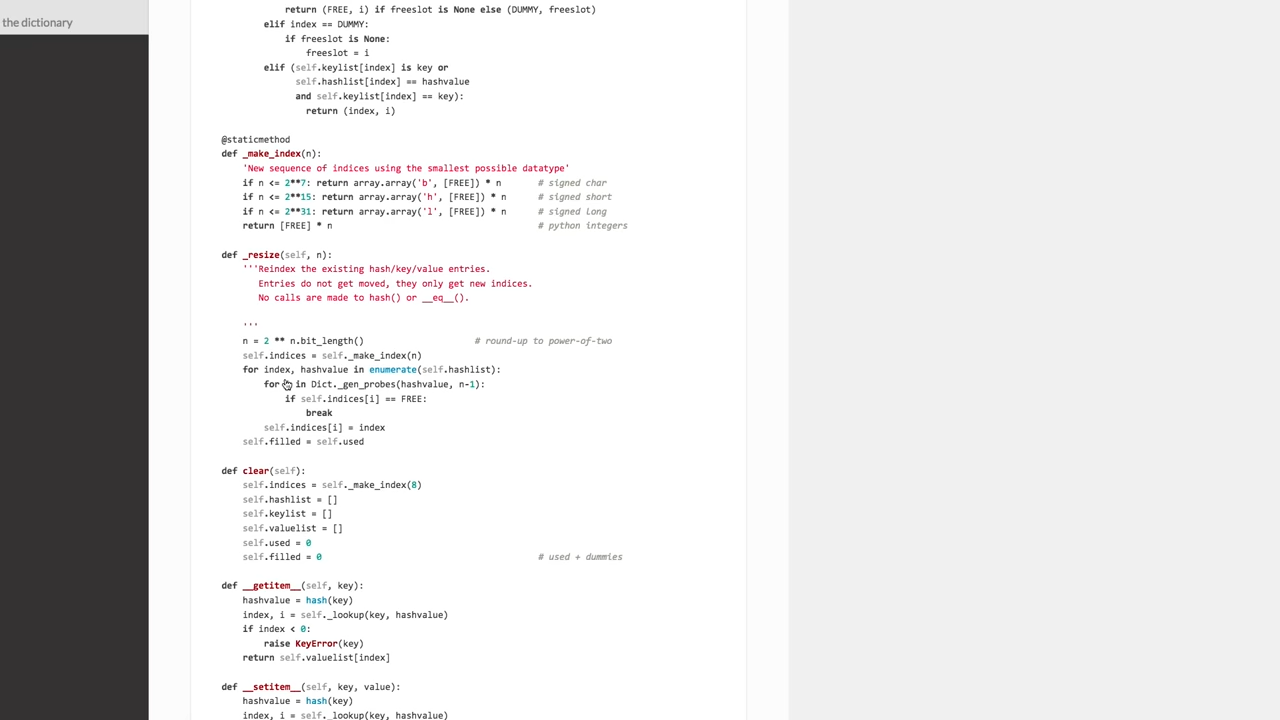 the dictionary
return (FREE, i) if freeslot is None else (DUMMY, freeslot)
elif index == DUMMY:
if freeslot is None:
freeslot = i
elif (self.keylist[index] is key or
self.hashlist[index] == hashvalue
and self.keylist[index] == key):
return (index, i)
@staticmethod
def _make_index(n):
'New sequence of indices using the smallest possible datatype'
if n <= 2**7: return array.array('b', [FREE]) * n # signed char
if n <= 2**15: return array.array('h', [FREE]) * n # signed short
if n <= 2**31: return array.array('l', [FREE]) * n # signed long
return [FREE] * n # python integers
def _resize(self, n):
'''Reindex the existing hash/key/value entries.
Entries do not get moved, they only get new indices.
No calls are made to hash() or __eq__().
'''
n = 2 ** n.bit_length() # round-up to power-of-two
self.indices = self._make_index(n)
for index, hashvalue in enumerate(self.hashlist):
for in Dict._gen_probes(hashvalue, n-1):
if self.indices[i] == FREE:
break
self.indices[i] = index
self.filled = self.used
def clear(self):
self.indices = self._make_index(8)
self.hashlist = []
self.keylist = []
self.valuelist = []
self.used = 0
self.filled = 0 # used + dummies
def __getitem__(self, key):
hashvalue = hash(key)
index, i = self._lookup(key, hashvalue)
if index < 0:
raise KeyError(key)
return self.valuelist[index]
def __setitem__(self, key, value):
hashvalue = hash(key)
index, i = self._lookup(key, hashvalue)